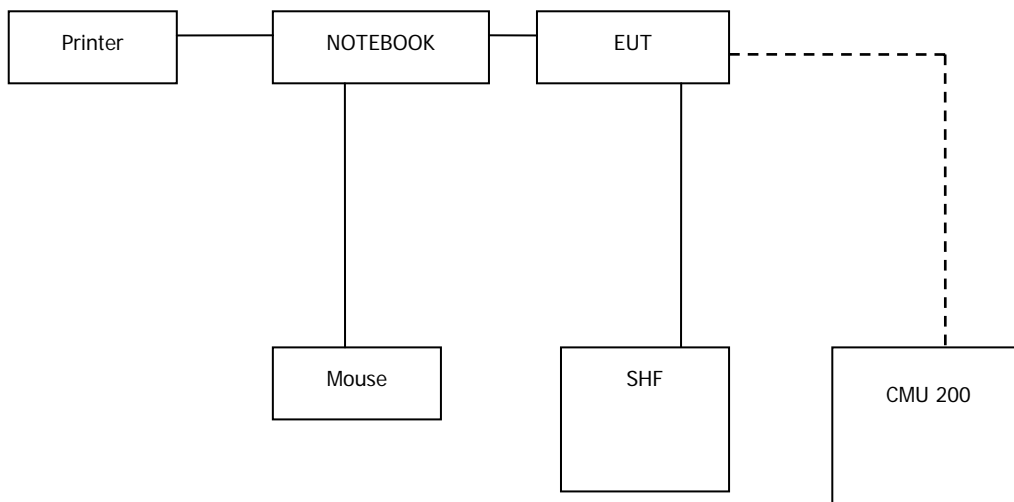 Printer
NOTEBOOK
EUT
Mouse
SHF
CMU 200